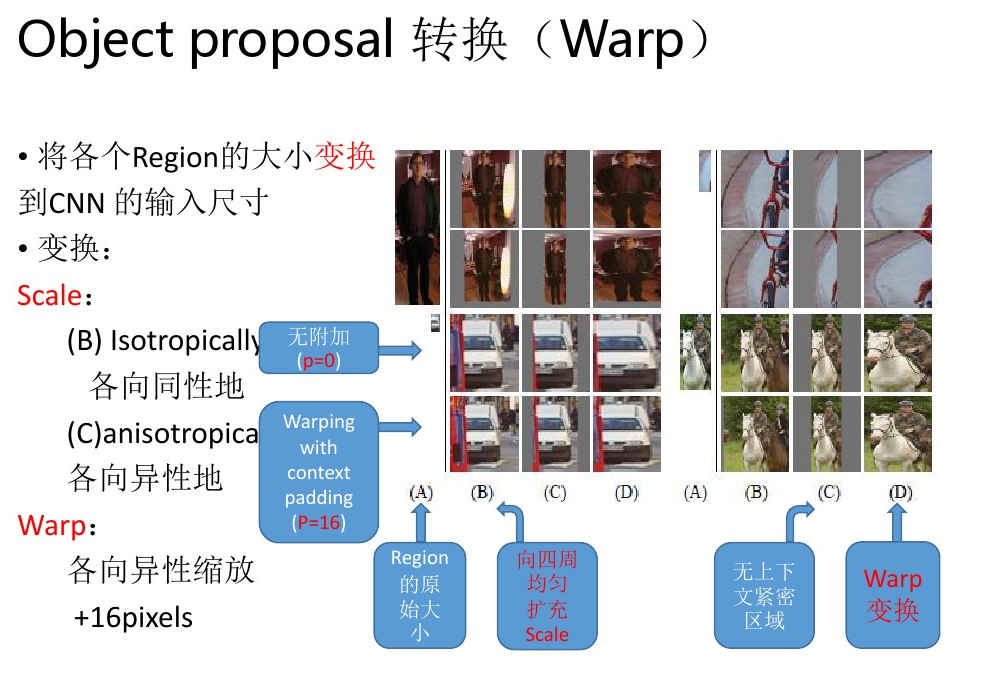 Object proposal 转换（Warp）
• 将各个Region的大小变换
到CNN 的输入尺寸
• 变换：
Scale：
(B) Isotropically
各向同性地
(C)anisotropica
各向异性地
Warp：
各向异性缩放
+16pixels
无附加
(p=0)
Warping
with
context
padding
(P=16)
(A)
(B)
(C)
(D)
(A)
(B)
(C)
(D)
Region
的原
始大
小
向四周
均匀
扩充
Scale
无上下
文紧密
区域
Warp
变换